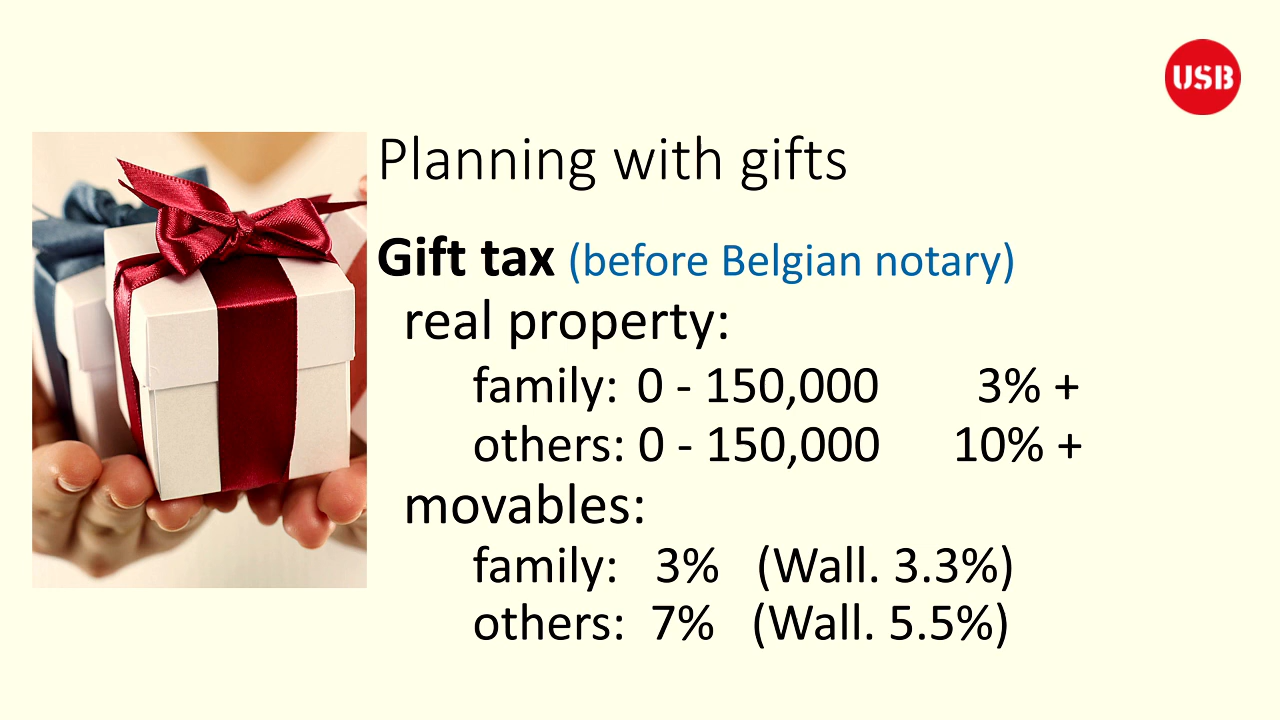 USB
Planning with gifts
Gift tax (before Belgian notary)
real property:
family: 0 - 150,000 3% +
others: 0 - 150,000 10% +
movables:
family: 3% (Wall. 3.3%)
others: 7% (Wall. 5.5%)